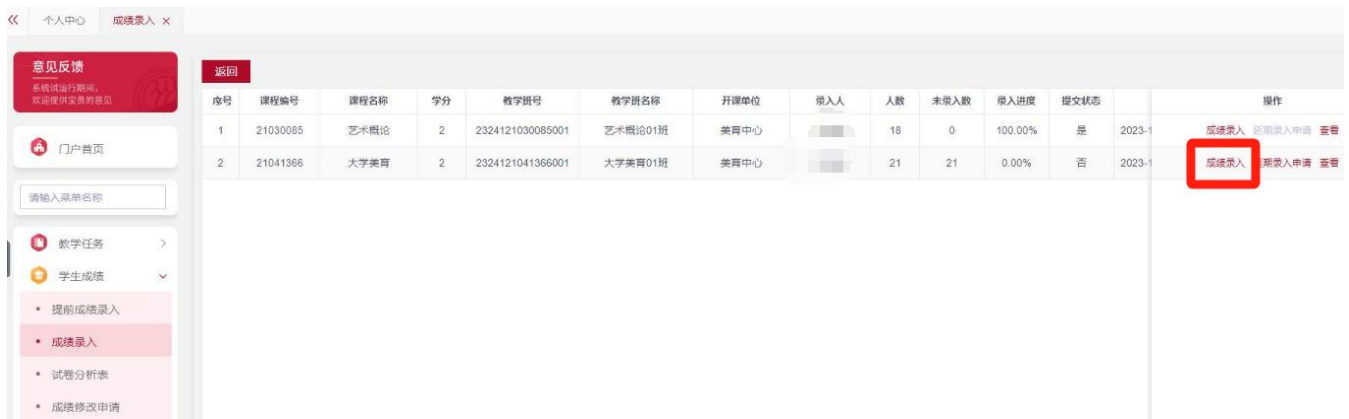 个人中心 成绩录入 ×
意见反馈
系统试运行期间,
欢迎提供宝贵的意见
门户首页
请输入菜单名称
教学任务
学生成绩
提前成绩录入
成绩录入
试卷分析表
成绩修改申请
返回
序号 课程编号 课程名称 学分 教学班号 教学班名称 开课单位 录入人 人数 未录入数 录入进度 提交状态 操作
1 21030085 艺术概论 2 2324121030085001 艺术概论01班 美育中心 18 0 100.00% 是 2023-1 成绩录入 延期录入申请 查看
2 21041366 大学美育 2 2324121041366001 大学美育01班 美育中心 21 21 0.00% 否 2023-1 成绩录入 期录入申请 查看